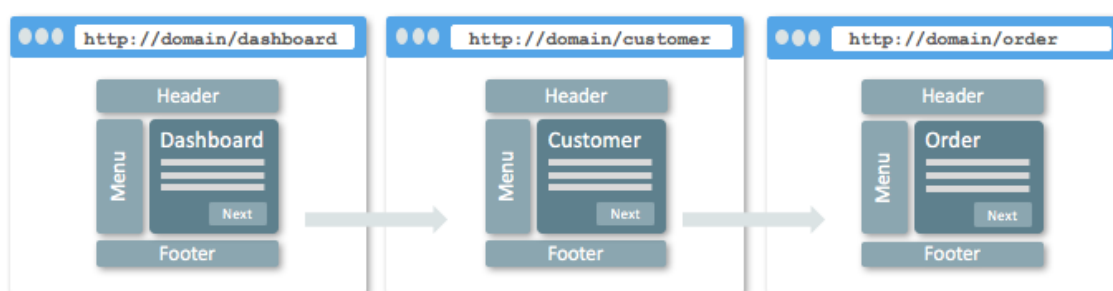 http://domain/dashboard
Header
Menu
Dashboard
Next
Footer
http://domain/customer
Header
Menu
Customer
Next
Footer
http://domain/order
Header
Menu
Order
Next
Footer